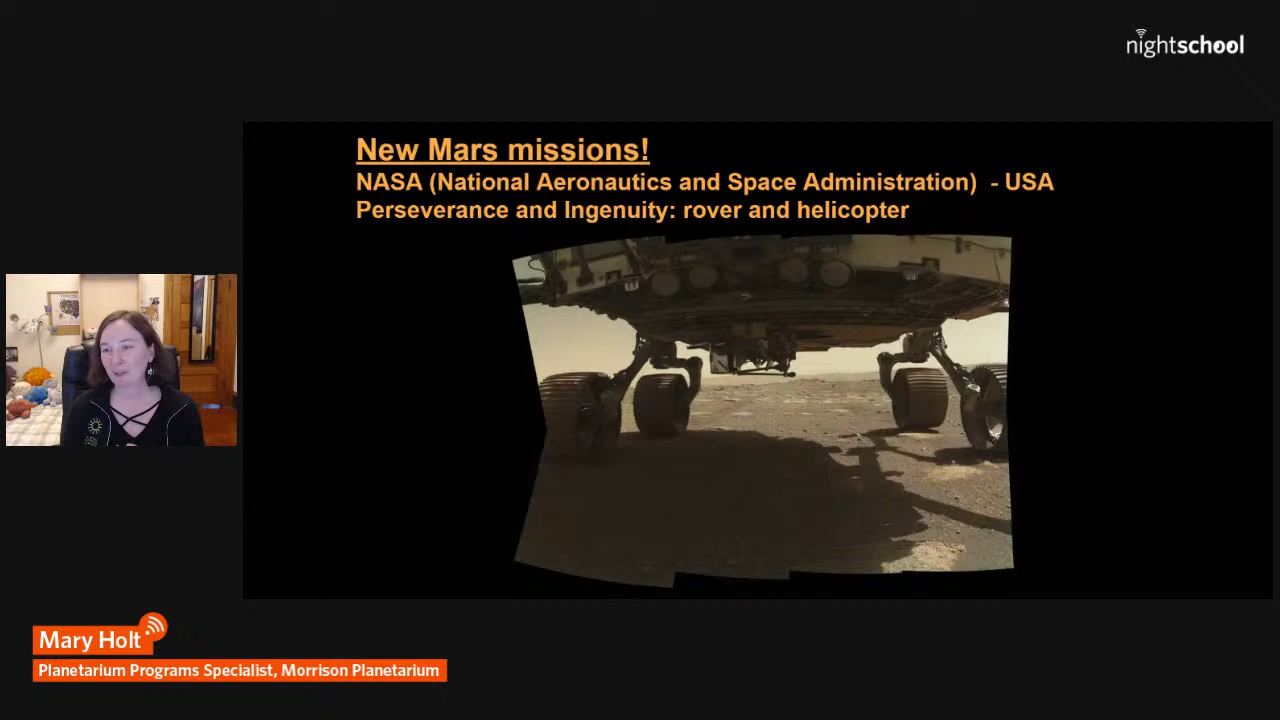 nightschool
New Mars missions!
NASA (National Aeronautics and Space Administration) - USA
Perseverance and Ingenuity: rover and helicopter
Mary Holt
Planetarium Programs Specialist, Morrison Planetarium